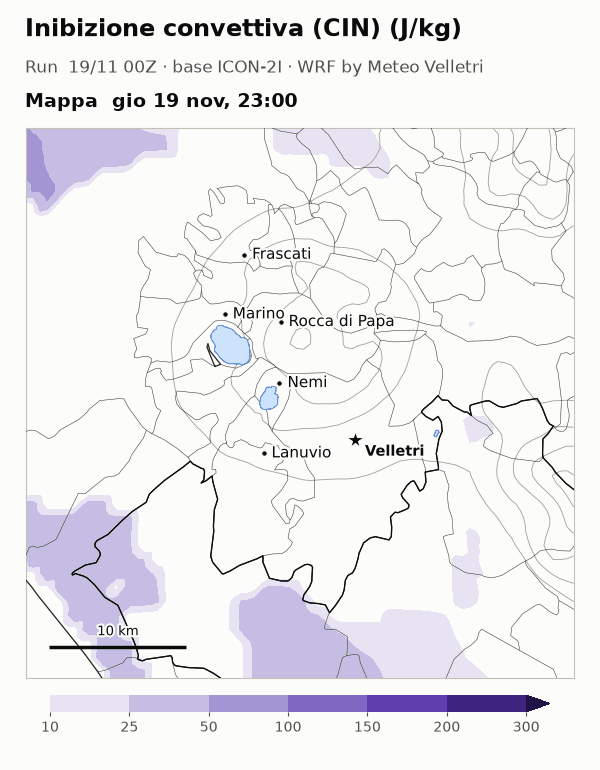 Inibizione convettiva (CIN) (J/kg)
Run 19/11 00Z · base ICON-2I · WRF by Meteo Velletri
Mappa gio 19 nov, 23:00
Frascati
Marino
Rocca di Papa
Nemi
Velletri
Lanuvio
10 km
10 25 50 100 150 200 300